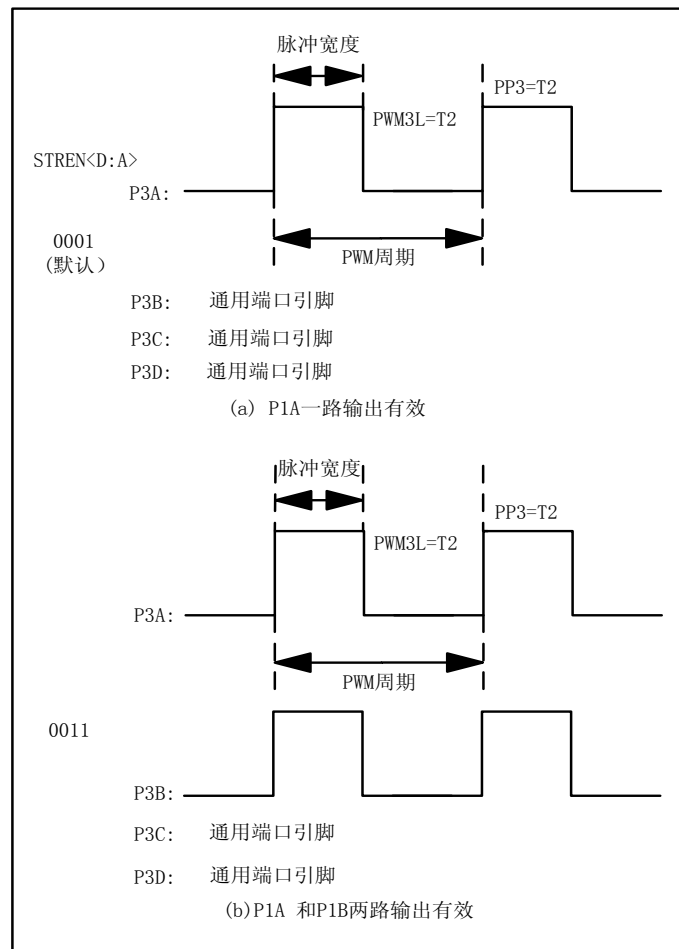 脉冲宽度
PP3=T2
PWM3L=T2
STREN<D:A>
P3A:
0001
(默认)
PWM周期
P3B: 通用端口引脚
P3C: 通用端口引脚
P3D: 通用端口引脚
(a) P1A一路输出有效
脉冲宽度
PP3=T2
PWM3L=T2
P3A:
PWM周期
0011
P3B:
P3C: 通用端口引脚
P3D: 通用端口引脚
(b)P1A 和P1B两路输出有效